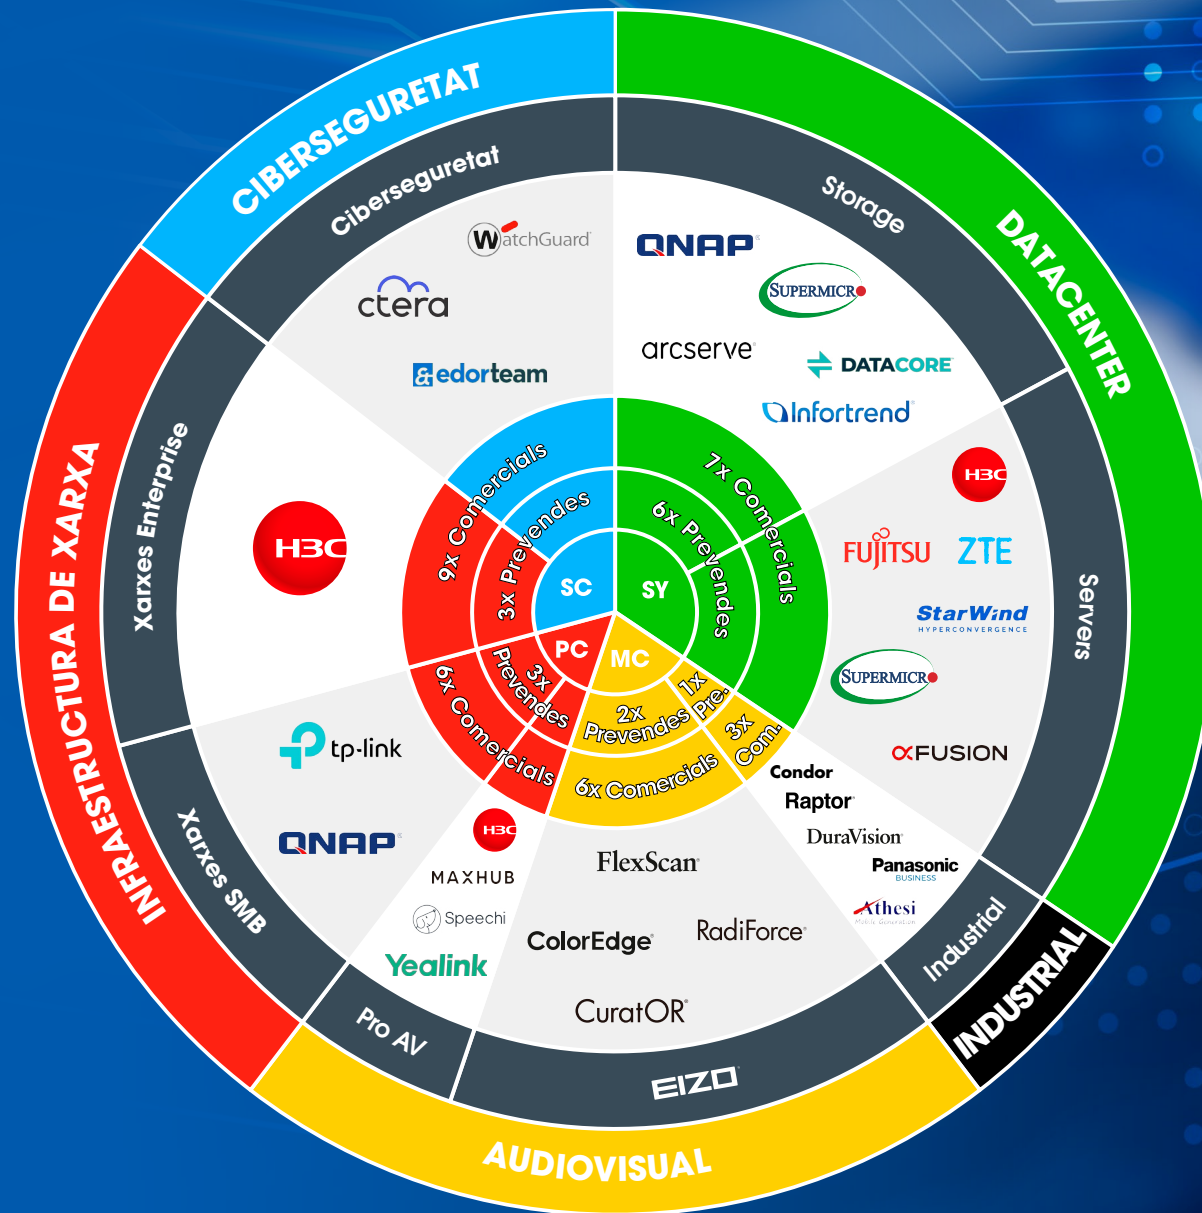 CIBERSEGURETAT
DATACENTER
INDUSTRIAL
AUDIOVISUAL
INFRAESTRUCTURA DE XARXA
Ciberseguretat
Storage
Servers
Industrial
EIZO
Pro AV
Xarxes SMB
Xarxes Enterprise
WatchGuard
ctera
edorteam
QNAP
SUPERMICRO
arcserve
DATACORE
Infortrend
H3C
FUJITSU
ZTE
StarWind
HYPERCONVERGENCE
SUPERMICRO
FUSION
Condor
Raptor
DuraVision
Panasonic
BUSINESS
Athesi
Mobile Generation
FlexScan
ColorEdge
RadiForce
CuratOR
H3C
MAXHUB
Speechi
Yealink
tp-link
QNAP
H3C
9x Comercials
3x Prevendes
SC
7x Comercials
6x Prevendes
SY
PC
3x
Prevendes
6x Comercials
MC
2x
Prevendes
6x Comercials
1x
Pre.
3x
Com.